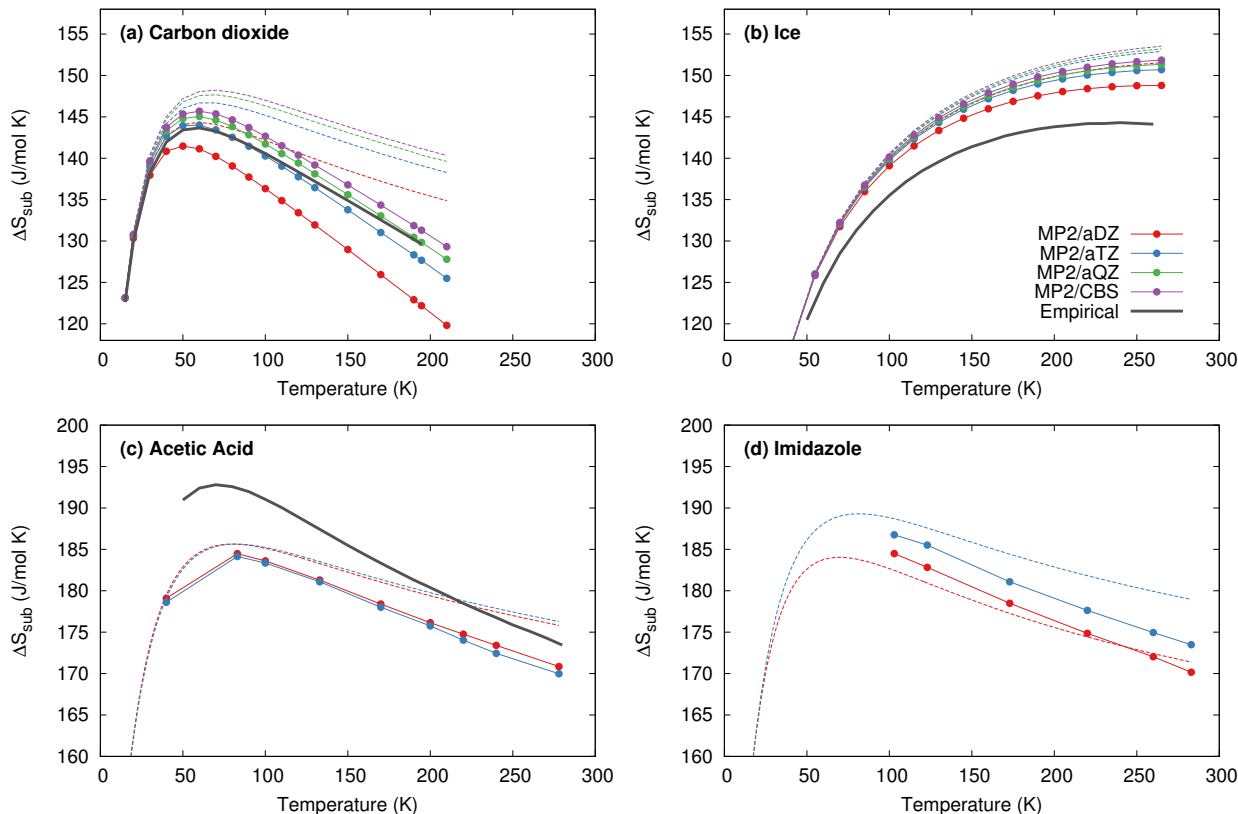 (a) Carbon dioxide
155
150
145
140
135
130
125
120
0 50 100 150 200 250 300
Temperature (K)
ΔS_sub (J/mol K)
(b) Ice
155
150
145
140
135
130
125
120
0 50 100 150 200 250 300
Temperature (K)
ΔS_sub (J/mol K)
MP2/aDZ
MP2/aTZ
MP2/aQZ
MP2/CBS
Empirical
(c) Acetic Acid
200
195
190
185
180
175
170
165
160
0 50 100 150 200 250 300
Temperature (K)
ΔS_sub (J/mol K)
(d) Imidazole
200
195
190
185
180
175
170
165
160
0 50 100 150 200 250 300
Temperature (K)
ΔS_sub (J/mol K)